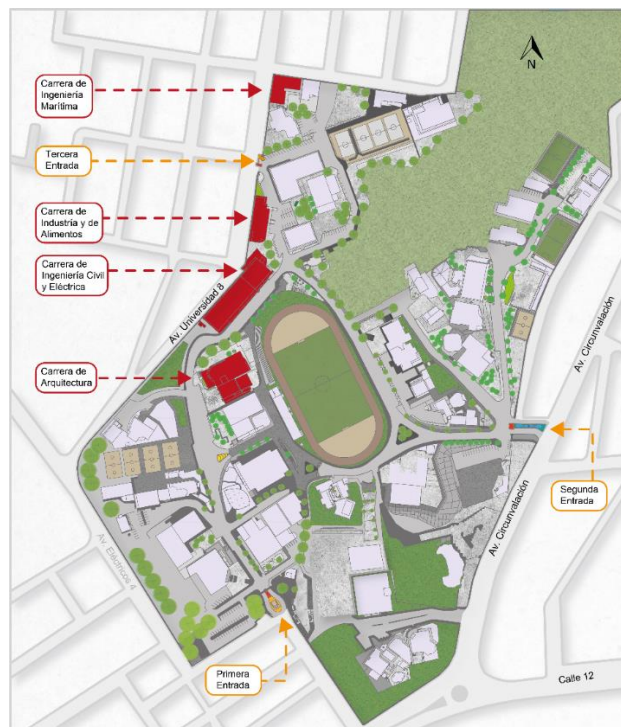 N
Carrera de
Ingeniería
Marítima
Tercera
Entrada
Carrera de
Industria y de
Alimentos
Carrera de
Ingeniería Civil
y Eléctrica
Av. Universidad 8
Av. Circunvalación
Carrera de
Arquitectura
Segunda
Entrada
Av. Circunvalación
Av. Eléctricos 4
Primera
Entrada
Calle 12